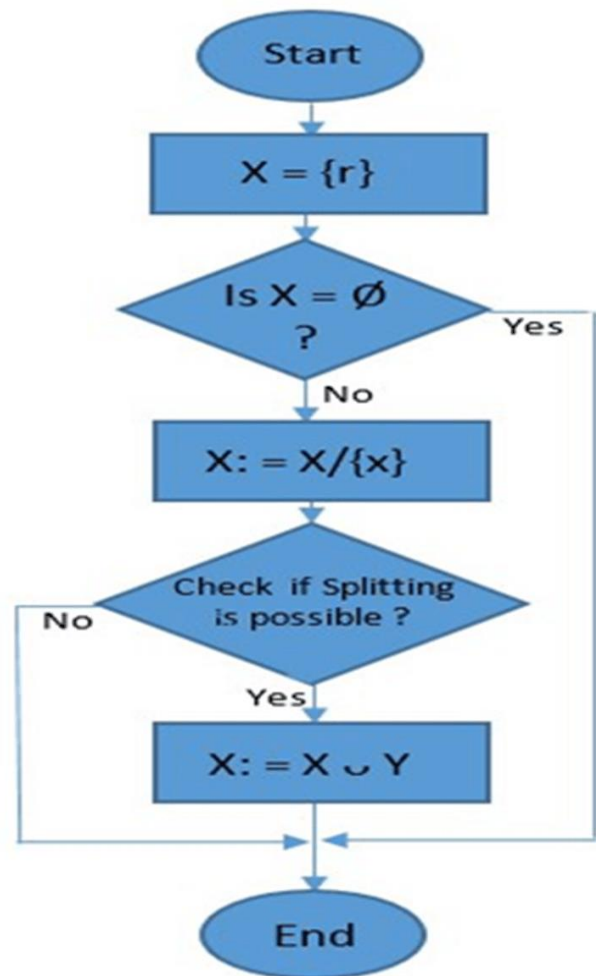 Start
X = {r}
Is X = Ø
?
Yes
No
X: = X/{x}
Check if Splitting
is possible ?
No
Yes
X: = X ᴗ Y
End